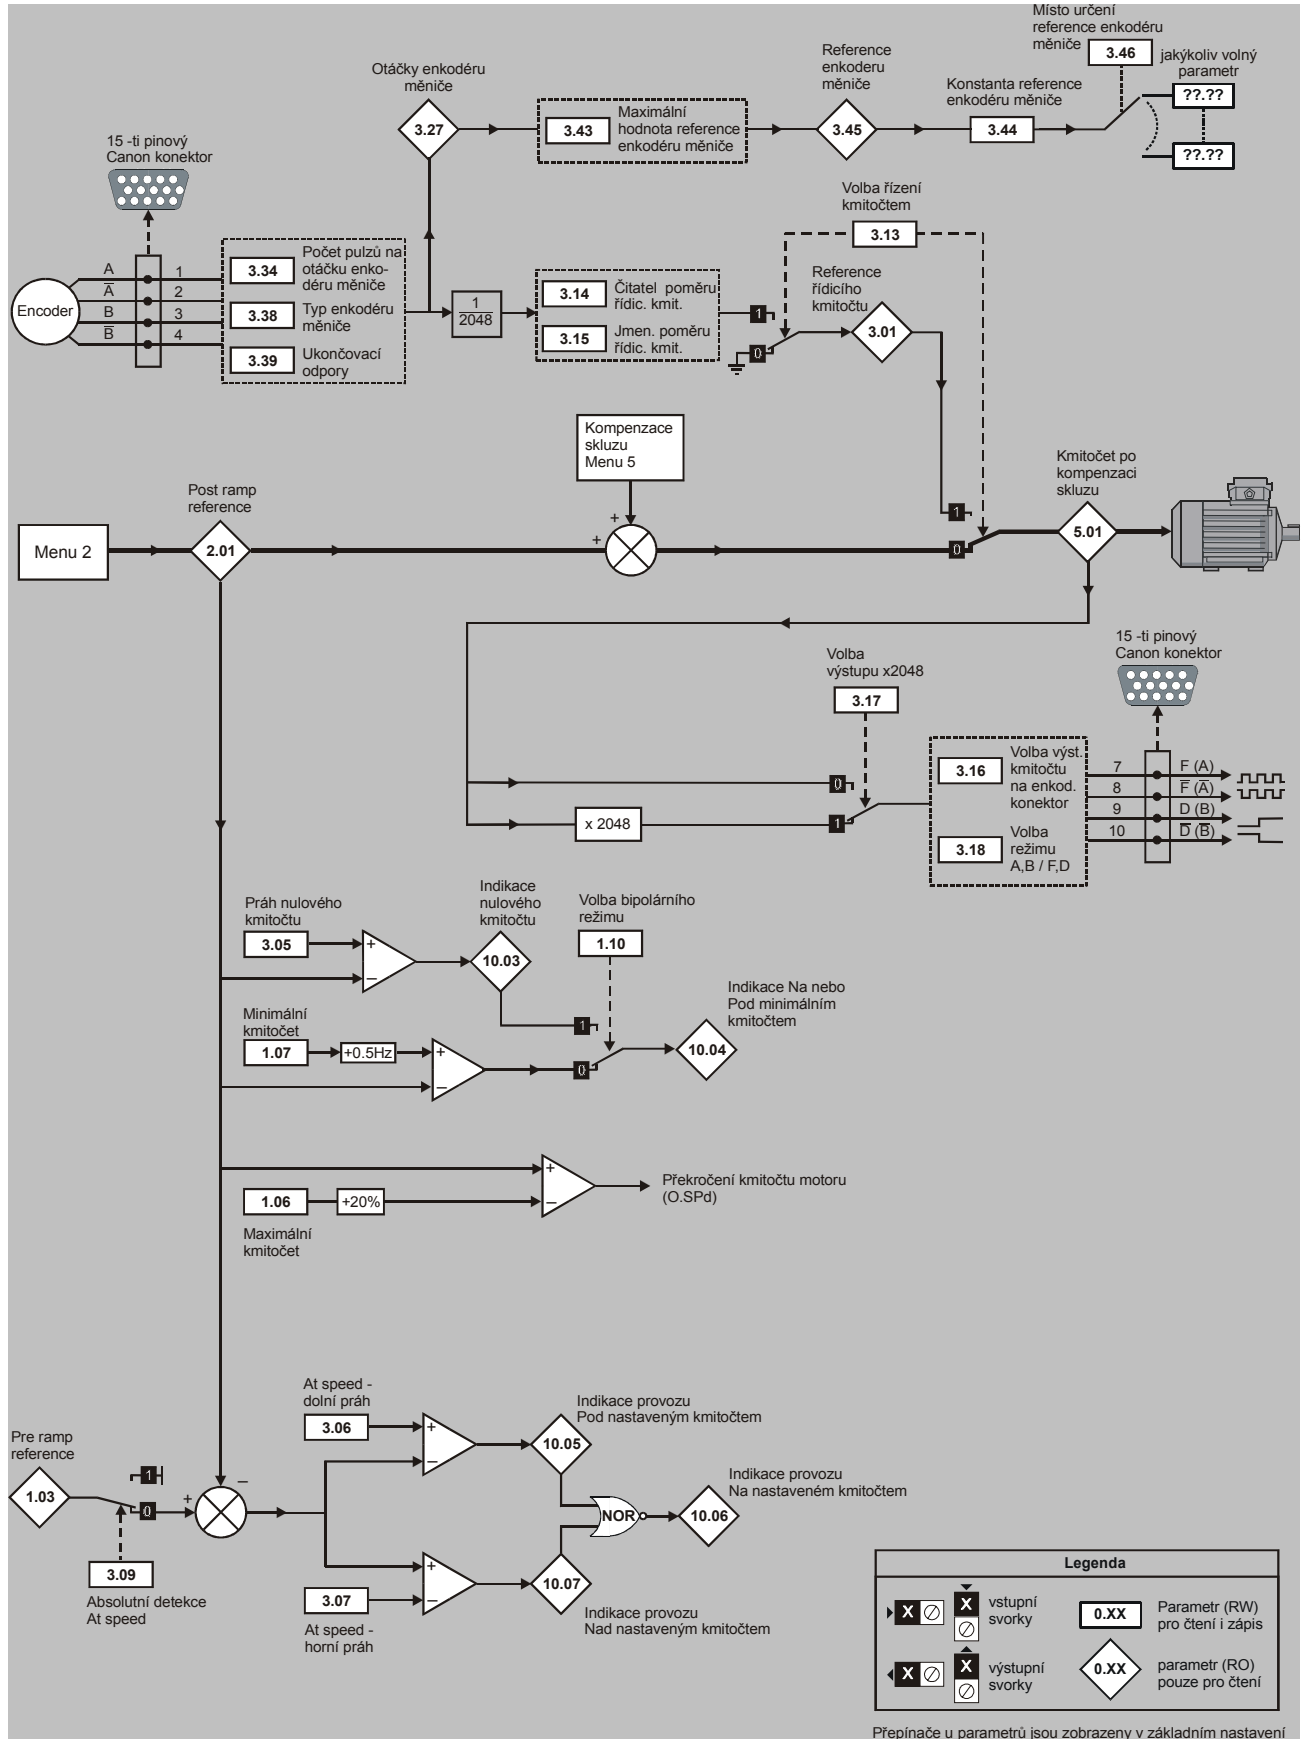 Místo určení
reference enkodéru
měniče
3.46
jakýkoliv volný
parametr
??.??
??.??
Otáčky enkodéru
měniče
3.27
3.43
Maximální
hodnota reference
enkodéru měniče
Reference
enkoderu
měniče
3.45
Konstanta reference
enkodéru měniče
3.44
15 -ti pinový
Canon konektor
Encoder
A
A̅
B
B̅
1
2
3
4
3.34
Počet pulzů na
otáčku enko-
déru měniče
3.38
Typ enkodéru
měniče
3.39
Ukončovací
odpory
1
2048
3.14
Čitatel poměru
řídic. kmit.
3.15
Jmen. poměru
řídic. kmit.
Volba řízení
kmitočtem
3.13
1
0
Reference
řídicího
kmitočtu
3.01
Kompenzace
skluzu
Menu 5
Menu 2
Post ramp
reference
2.01
+
+
1
0
Kmitočet po
kompenzaci
skluzu
5.01
Volba
výstupu x2048
3.17
0
x 2048
1
3.16
Volba výst.
kmitočtu
na enkod.
konektor
3.18
Volba
režimu
A,B / F,D
15 -ti pinový
Canon konektor
7
F (A)
8
F̅ (A̅)
9
D (B)
10
D̅ (B̅)
Práh nulového
kmitočtu
3.05
+
−
Indikace
nulového
kmitočtu
10.03
Volba bipolárního
režimu
1.10
1
0
Minimální
kmitočet
1.07
+0.5Hz
+
−
Indikace Na nebo
Pod minimálním
kmitočtem
10.04
+
−
1.06
+20%
Maximální
kmitočet
Překročení kmitočtu motoru
(O.SPd)
Pre ramp
reference
1.03
1
0
+
−
3.09
Absolutní detekce
At speed
At speed -
dolní práh
3.06
+
−
Indikace provozu
Pod nastaveným kmitočtem
10.05
NOR
Indikace provozu
Na nastaveném kmitočtem
10.06
+
−
3.07
At speed -
horní práh
10.07
Indikace provozu
Nad nastaveným kmitočtem
Legenda
X
X
vstupní
svorky
0.XX
Parametr (RW)
pro čtení i zápis
X
X
výstupní
svorky
0.XX
parametr (RO)
pouze pro čtení
Přepínače u parametrů jsou zobrazeny v základním nastavení